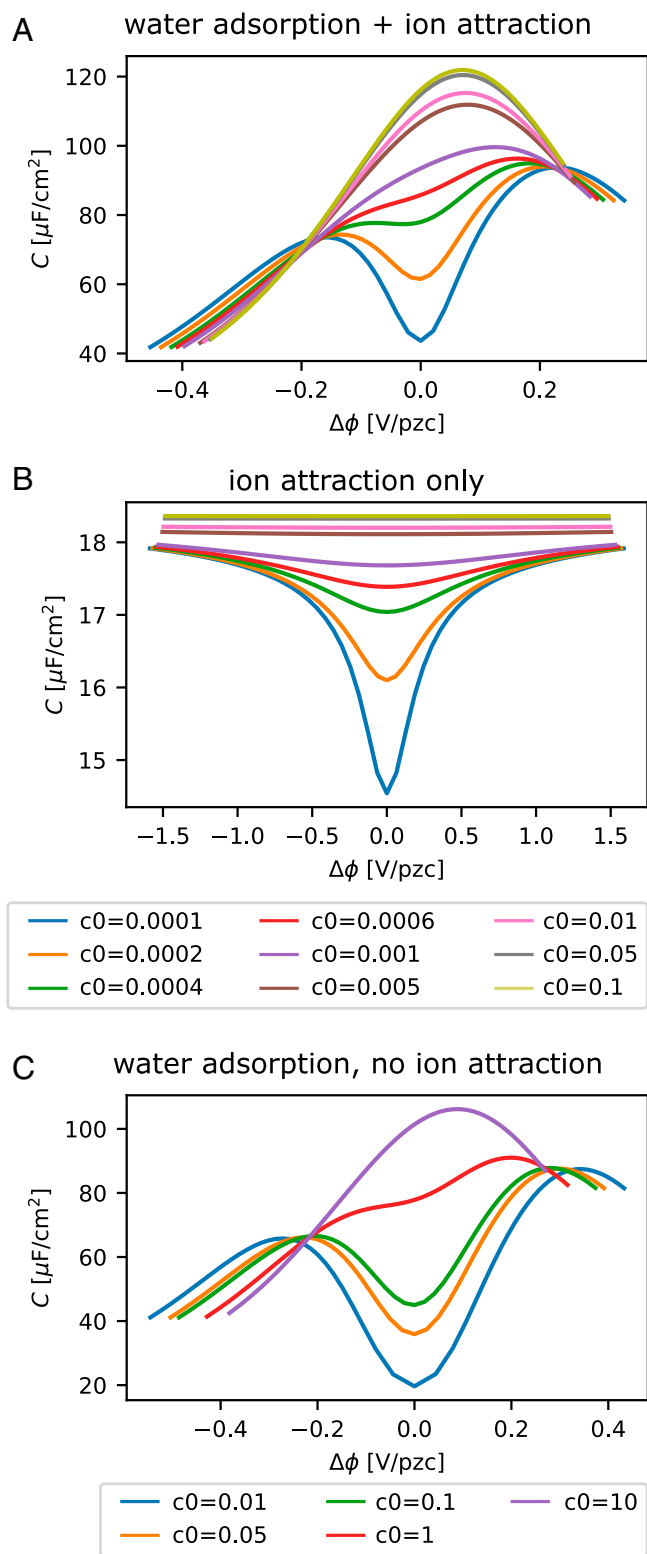 A
water adsorption + ion attraction
120
100
80
60
40
C [μF/cm²]
−0.4 −0.2 0.0 0.2
Δϕ [V/pzc]
B
ion attraction only
18
17
16
15
C [μF/cm²]
−1.5 −1.0 −0.5 0.0 0.5 1.0 1.5
Δϕ [V/pzc]
c0=0.0001 c0=0.0006 c0=0.01
c0=0.0002 c0=0.001 c0=0.05
c0=0.0004 c0=0.005 c0=0.1
C
water adsorption, no ion attraction
100
80
60
40
20
C [μF/cm²]
−0.4 −0.2 0.0 0.2 0.4
Δϕ [V/pzc]
c0=0.01 c0=0.1 c0=10
c0=0.05 c0=1